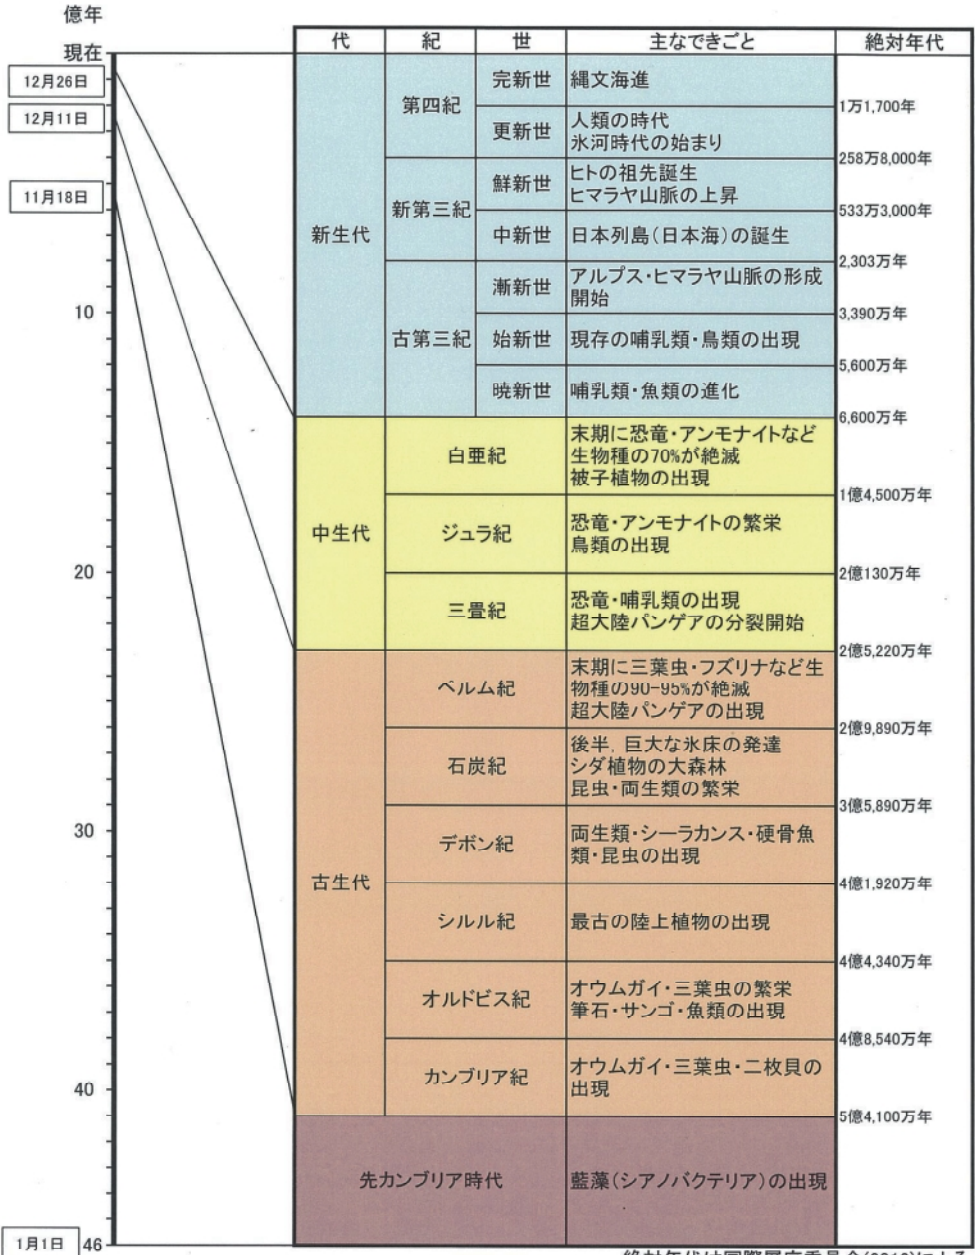 億年
現在
12月26日
12月11日
11月18日
10
20
30
40
1月1日
46
代 紀 世 主なできごと 絶対年代
新生代
第四紀
完新世
縄文海進
1万1,700年
更新世
人類の時代
氷河時代の始まり
258万8,000年
新第三紀
鮮新世
ヒトの祖先誕生
ヒマラヤ山脈の上昇
533万3,000年
中新世
日本列島(日本海)の誕生
2,303万年
古第三紀
漸新世
アルプス・ヒマラヤ山脈の形成
開始
3,390万年
始新世
現存の哺乳類・鳥類の出現
5,600万年
暁新世
哺乳類・魚類の進化
6,600万年
中生代
白亜紀
末期に恐竜・アンモナイトなど
生物種の70%が絶滅
被子植物の出現
1億4,500万年
ジュラ紀
恐竜・アンモナイトの繁栄
鳥類の出現
2億130万年
三畳紀
恐竜・哺乳類の出現
超大陸パンゲアの分裂開始
2億5,220万年
古生代
ペルム紀
末期に三葉虫・フズリナなど生
物種の90-95%が絶滅
超大陸パンゲアの出現
2億9,890万年
石炭紀
後半,巨大な氷床の発達
シダ植物の大森林
昆虫・両生類の繁栄
3億5,890万年
デボン紀
両生類・シーラカンス・硬骨魚
類・昆虫の出現
4億1,920万年
シルル紀
最古の陸上植物の出現
4億4,340万年
オルドビス紀
オウムガイ・三葉虫の繁栄
筆石・サンゴ・魚類の出現
4億8,540万年
カンブリア紀
オウムガイ・三葉虫・二枚貝の
出現
5億4,100万年
先カンブリア時代
藍藻(シアノバクテリア)の出現